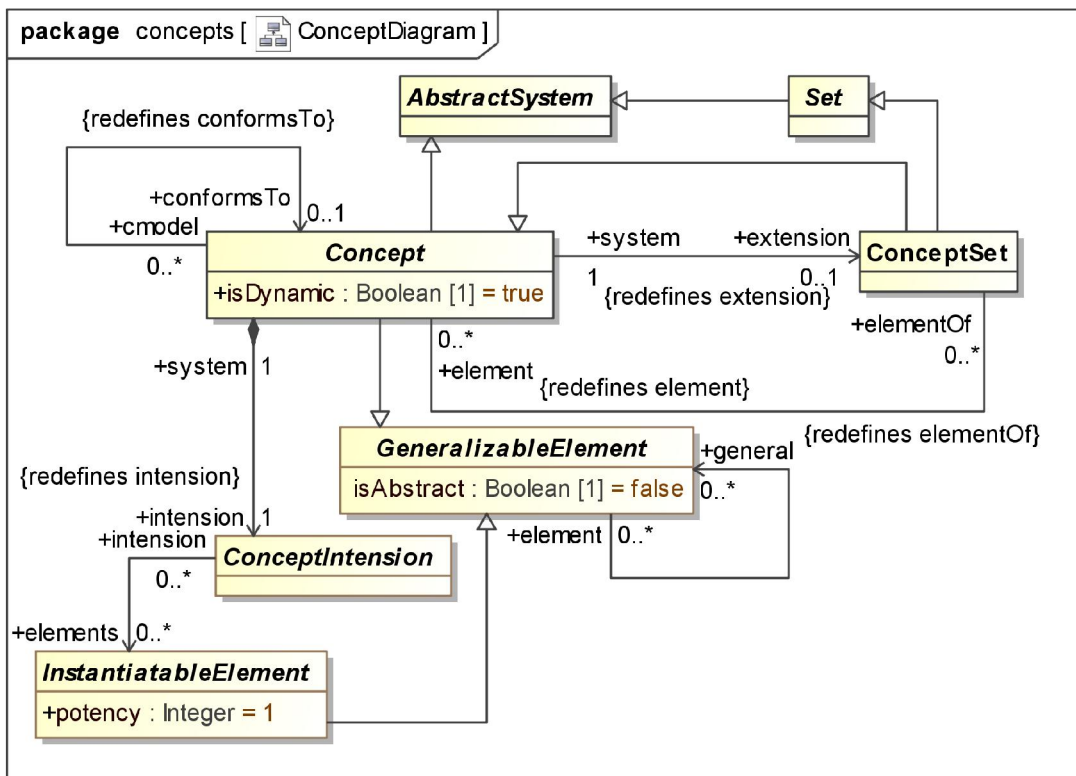 package concepts [ ConceptDiagram ]
AbstractSystem
Set
{redefines conformsTo}
+conformsTo
0..1
+cmodel
0..*
Concept
+isDynamic : Boolean [1] = true
+system
1
+extension
0..1
{redefines extension}
ConceptSet
+elementOf
0..*
0..*
+element
{redefines element}
{redefines elementOf}
+system
1
GeneralizableElement
isAbstract : Boolean [1] = false
+general
0..*
+element
0..*
{redefines intension}
+intension
1
+intension
0..*
ConceptIntension
+elements
0..*
InstantiatableElement
+potency : Integer = 1